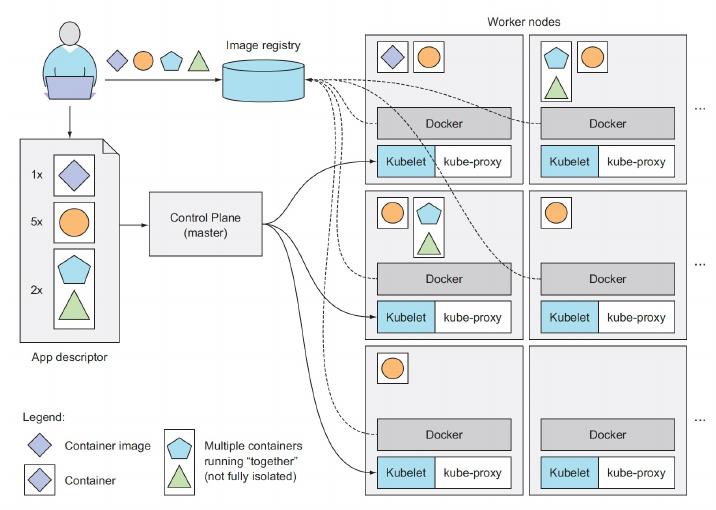 Worker nodes
Image registry
Docker
Kubelet kube-proxy
Docker
Kubelet kube-proxy
...
1x
5x
2x
App descriptor
Control Plane
(master)
Docker
Kubelet kube-proxy
Docker
Kubelet kube-proxy
...
Docker
Kubelet kube-proxy
Docker
Kubelet kube-proxy
...
Legend:
Container image
Container
Multiple containers
running “together”
(not fully isolated)